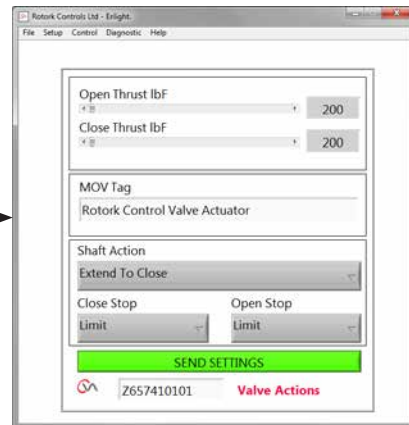 Rotork Controls Ltd - Enlight.
File Setup Control Diagnostic Help
Open Thrust lbF
200
Close Thrust lbF
200
MOV Tag
Rotork Control Valve Actuator
Shaft Action
Extend To Close
Close Stop Open Stop
Limit Limit
SEND SETTINGS
Z657410101 Valve Actions